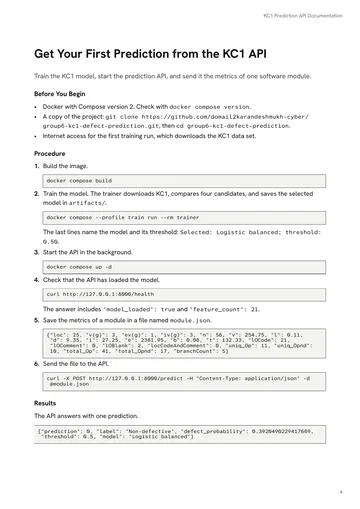 KC1 Prediction API Documentation
Get Your First Prediction from the KC1 API
Train the KC1 model, start the prediction API, and send it the metrics of one software module.
Before You Begin
• Docker with Compose version 2. Check with docker compose version.
• A copy of the project: git clone https://github.com/domail2karandeshmukh-cyber/
group6-kc1-defect-prediction.git, then cd group6-kc1-defect-prediction.
• Internet access for the first training run, which downloads the KC1 data set.
Procedure
1. Build the image.
docker compose build
2. Train the model. The trainer downloads KC1, compares four candidates, and saves the selected
model in artifacts/.
docker compose --profile train run --rm trainer
The last lines name the model and its threshold: Selected: Logistic balanced; threshold:
0.50.
3. Start the API in the background.
docker compose up -d
4. Check that the API has loaded the model.
curl http://127.0.0.1:8000/health
The answer includes "model_loaded": true and "feature_count": 21.
5. Save the metrics of a module in a file named module.json.
{"loc": 25, "v(g)": 3, "ev(g)": 1, "iv(g)": 3, "n": 58, "v": 254.75, "l": 0.11,
"d": 9.35, "i": 27.25, "e": 2381.95, "b": 0.08, "t": 132.33, "lOCode": 21,
"lOComment": 0, "lOBlank": 2, "locCodeAndComment": 0, "uniq_Op": 11, "uniq_Opnd":
10, "total_Op": 41, "total_Opnd": 17, "branchCount": 5}
6. Send the file to the API.
curl -X POST http://127.0.0.1:8000/predict -H "Content-Type: application/json" -d
@module.json
Results
The API answers with one prediction.
{"prediction": 0, "label": "Non-defective", "defect_probability": 0.3920490229417669,
"threshold": 0.5, "model": "Logistic balanced"}
4